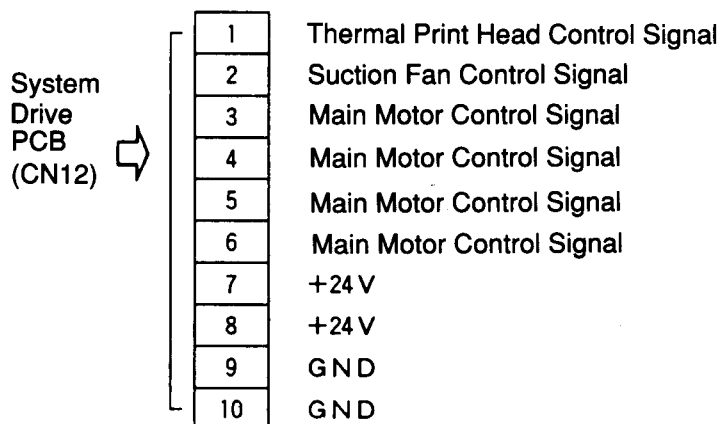 System
Drive
PCB
(CN12)
1 Thermal Print Head Control Signal
2 Suction Fan Control Signal
3 Main Motor Control Signal
4 Main Motor Control Signal
5 Main Motor Control Signal
6 Main Motor Control Signal
7 +24V
8 +24V
9 GND
10 GND